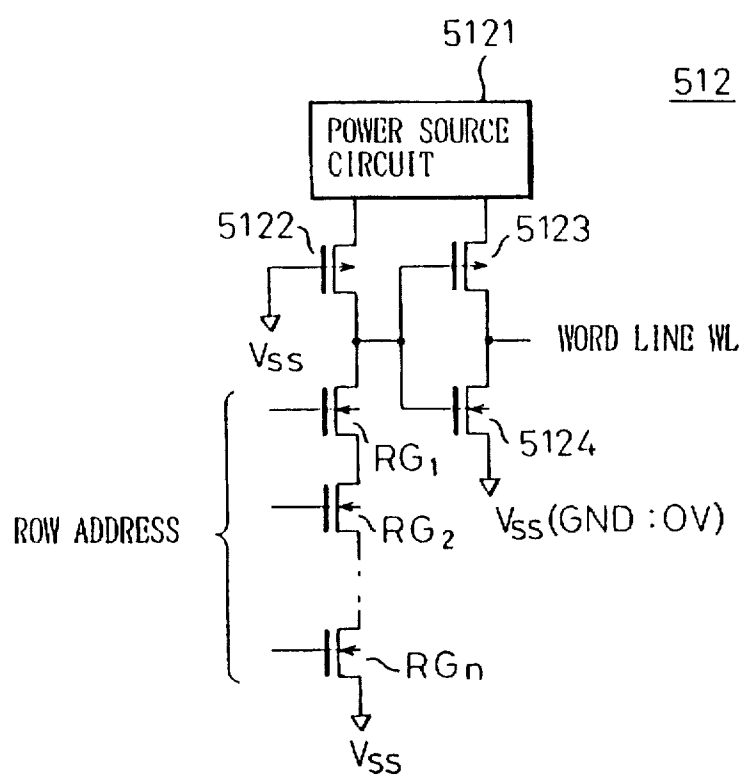 5121
512
POWER SOURCE
CIRCUIT
5122
5123
WORD LINE WL
VSS
RG1
5124
VSS(GND:0V)
ROW ADDRESS
RG2
RGn
VSS